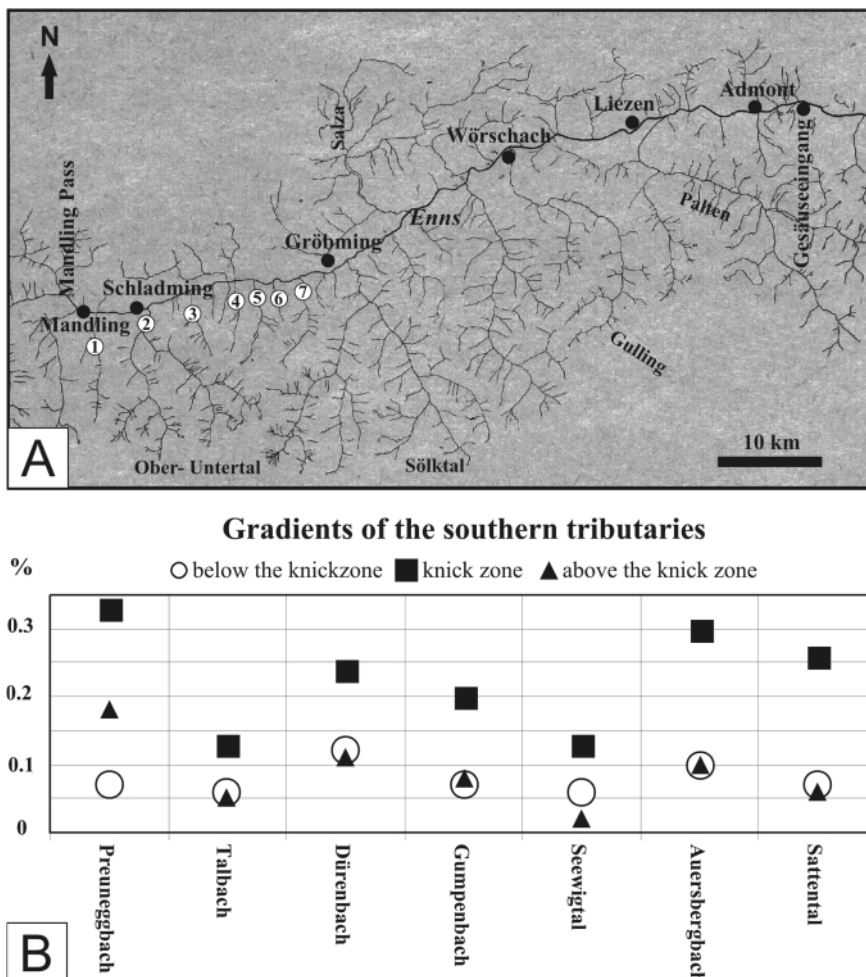 N
Mandling Pass
Salza
Wörschach
Liezen
Admont
Gesäuseeingang
Palten
Enns
Gröbming
Schladming
Mandling
1
2
3
4
5
6
7
Gulling
Ober- Untertal
Sölktal
10 km
A
Gradients of the southern tributaries
%
below the knickzone
knick zone
above the knick zone
0.3
0.2
0.1
0
Preuneggbach
Talbach
Dürenbach
Gumpenbach
Seewigtal
Auersbergbach
Sattental
B